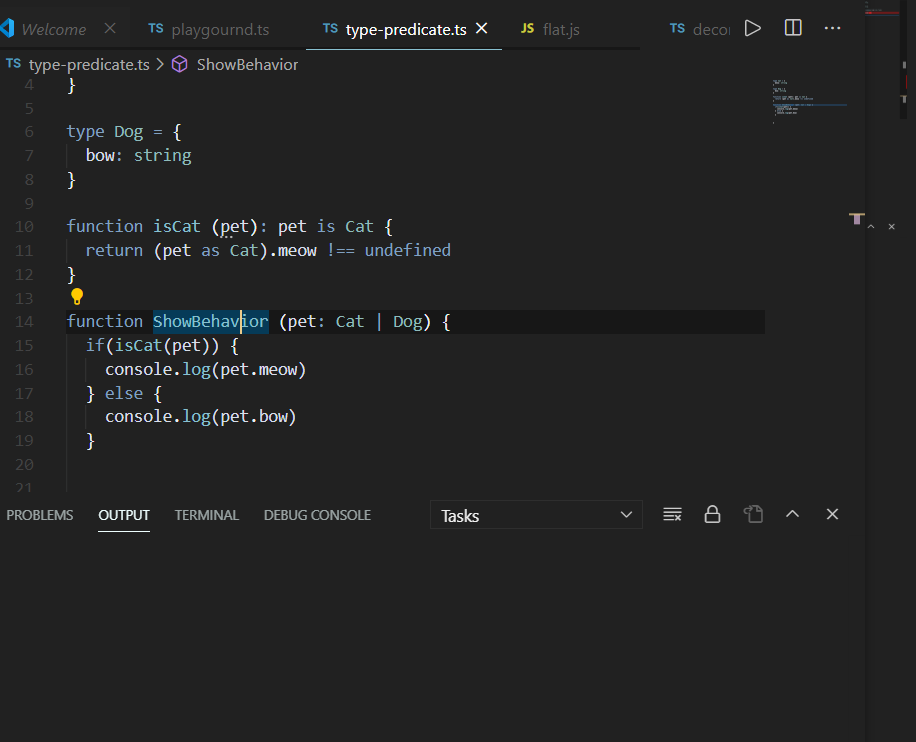 Welcome
TS playgournd.ts
TS type-predicate.ts
JS flat.js
TS decor
TS type-predicate.ts > ShowBehavior
4 }
5
6 type Dog = {
7 bow: string
8 }
9
10 function isCat (pet): pet is Cat {
11 return (pet as Cat).meow !== undefined
12 }
13
14 function ShowBehavior (pet: Cat | Dog) {
15 if(isCat(pet)) {
16 console.log(pet.meow)
17 } else {
18 console.log(pet.bow)
19 }
20
21
PROBLEMS OUTPUT TERMINAL DEBUG CONSOLE
Tasks